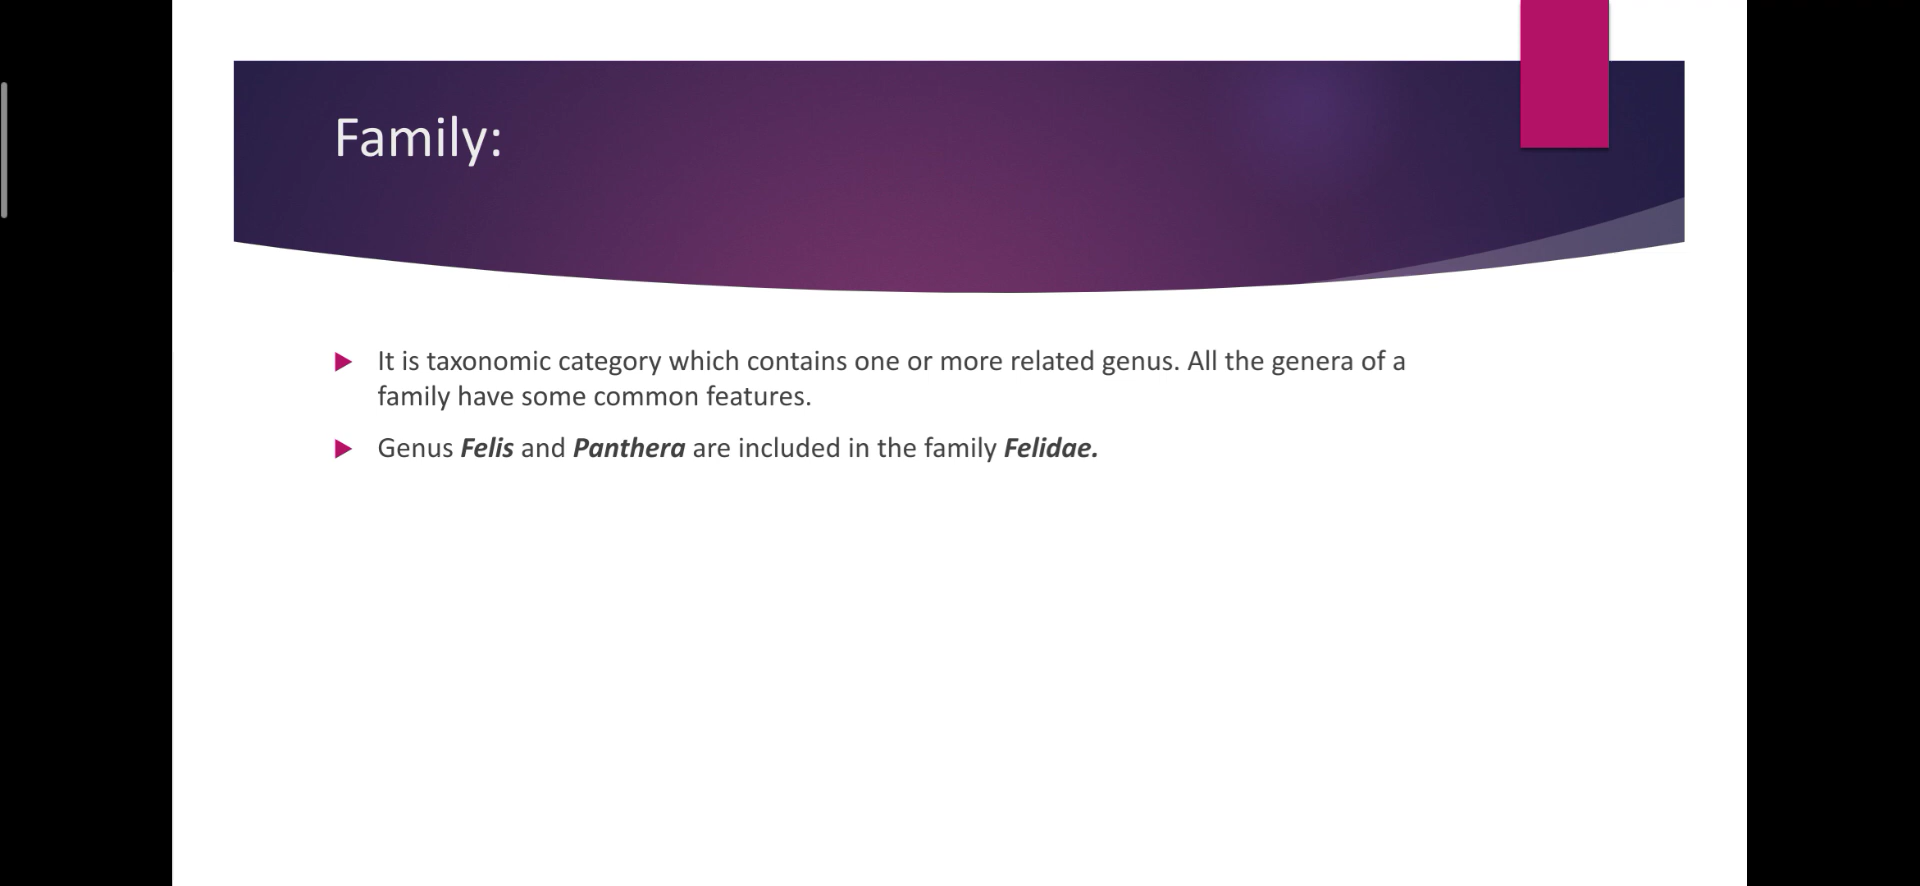 Family:
It is taxonomic category which contains one or more related genus. All the genera of a
family have some common features.
Genus Felis and Panthera are included in the family Felidae.